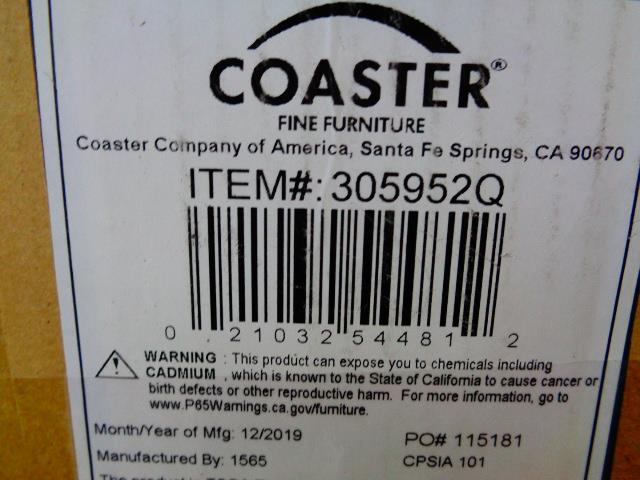 COASTER®
FINE FURNITURE
Coaster Company of America, Santa Fe Springs, CA 90670
ITEM#: 305952Q
0 21032 54481 2
WARNING : This product can expose you to chemicals including
CADMIUM , which is known to the State of California to cause cancer or
birth defects or other reproductive harm. For more information, go to
www.P65Warnings.ca.gov/furniture.
Month/Year of Mfg: 12/2019
PO# 115181
Manufactured By: 1565
CPSIA 101